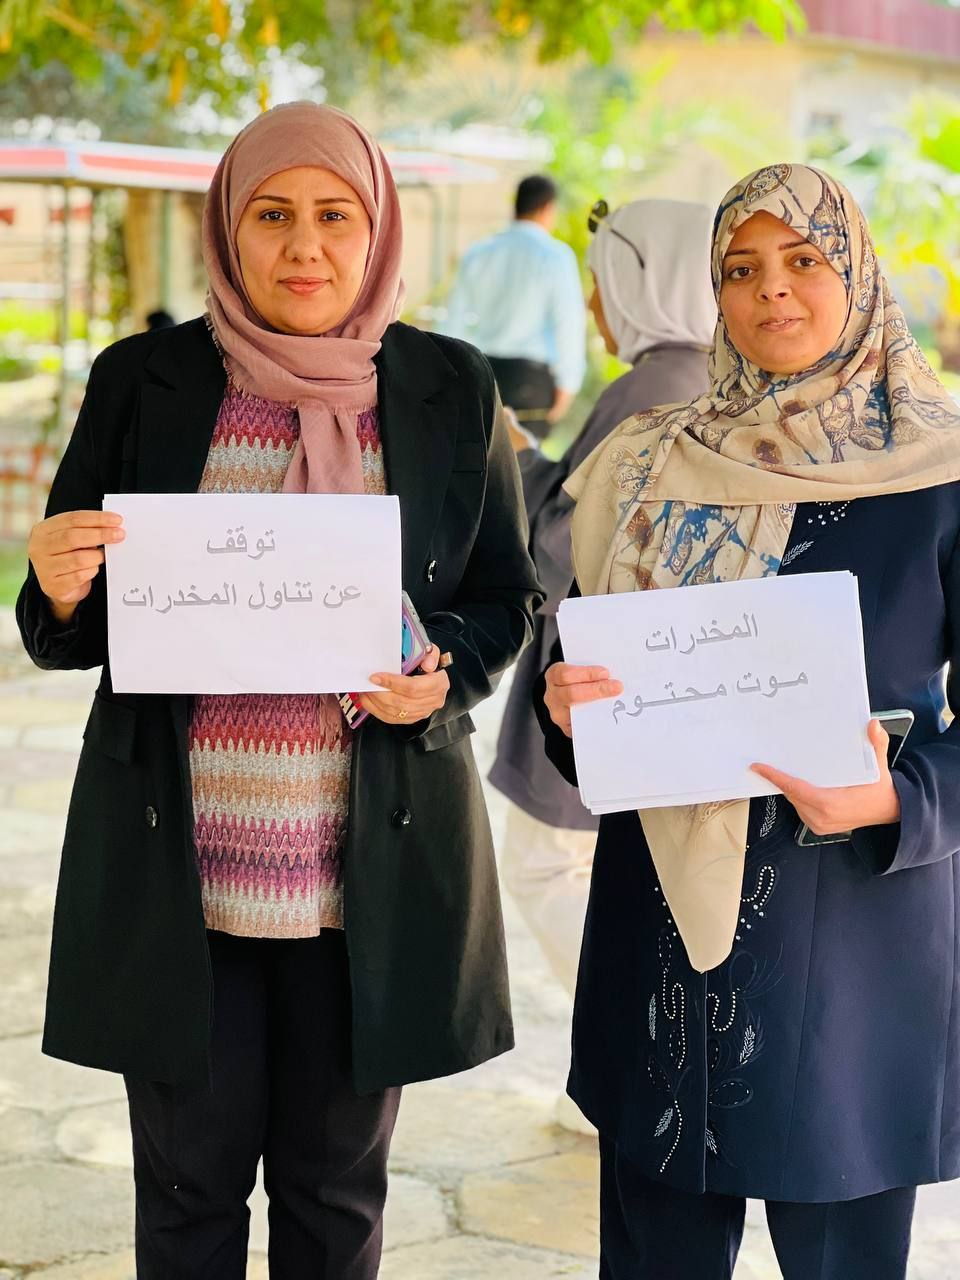 توقف
عن تناول المخدرات
المخدرات
موت محتوم